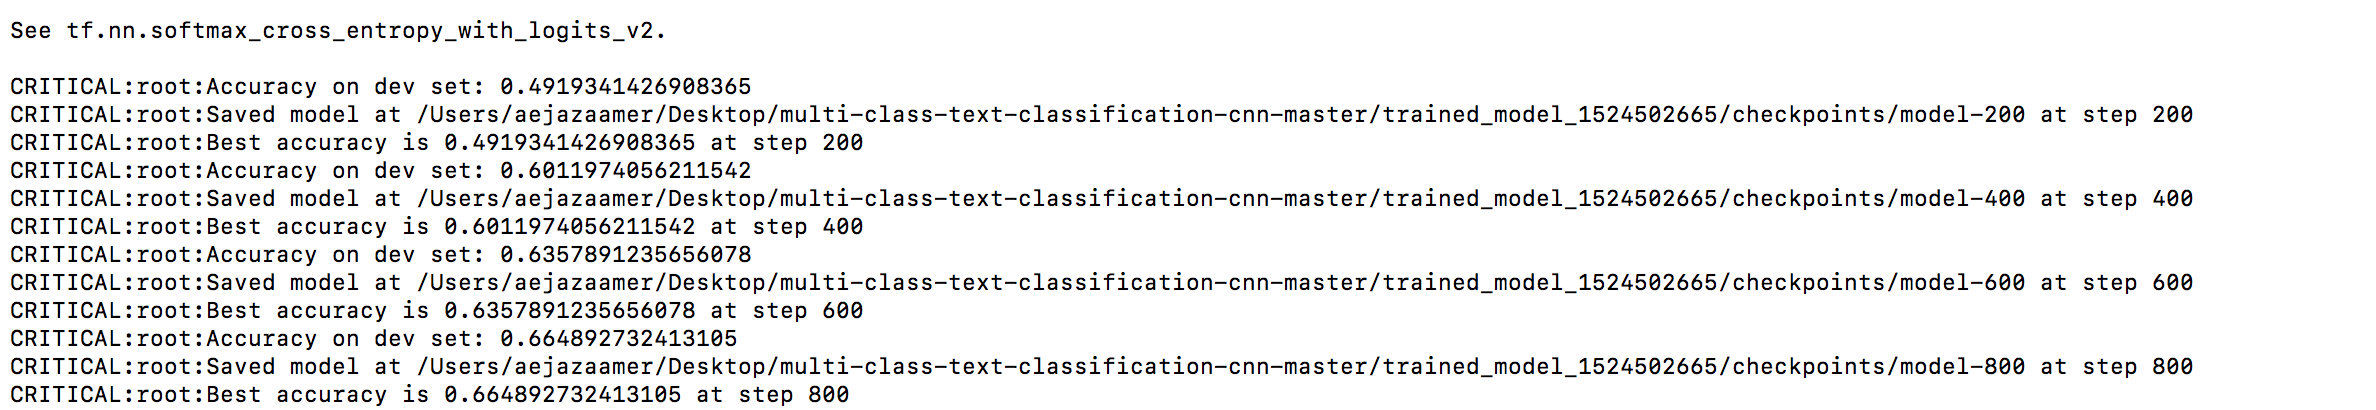 See tf.nn.softmax_cross_entropy_with_logits_v2.
CRITICAL:root:Accuracy on dev set: 0.4919341426908365
CRITICAL:root:Saved model at /Users/aejazaamer/Desktop/multi-class-text-classification-cnn-master/trained_model_1524502665/checkpoints/model-200 at step 200
CRITICAL:root:Best accuracy is 0.4919341426908365 at step 200
CRITICAL:root:Accuracy on dev set: 0.6011974056211542
CRITICAL:root:Saved model at /Users/aejazaamer/Desktop/multi-class-text-classification-cnn-master/trained_model_1524502665/checkpoints/model-400 at step 400
CRITICAL:root:Best accuracy is 0.6011974056211542 at step 400
CRITICAL:root:Accuracy on dev set: 0.6357891235656078
CRITICAL:root:Saved model at /Users/aejazaamer/Desktop/multi-class-text-classification-cnn-master/trained_model_1524502665/checkpoints/model-600 at step 600
CRITICAL:root:Best accuracy is 0.6357891235656078 at step 600
CRITICAL:root:Accuracy on dev set: 0.664892732413105
CRITICAL:root:Saved model at /Users/aejazaamer/Desktop/multi-class-text-classification-cnn-master/trained_model_1524502665/checkpoints/model-800 at step 800
CRITICAL:root:Best accuracy is 0.664892732413105 at step 800